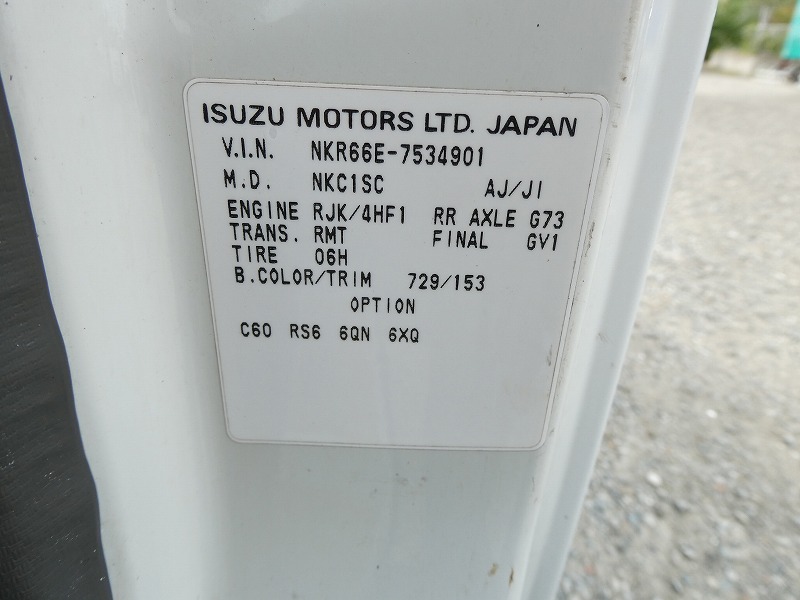 ISUZU MOTORS LTD. JAPAN
V.I.N. NKR66E-7534901
M.D. NKC1SC AJ/JI
ENGINE RJK/4HF1 RR AXLE G73
TRANS. RMT FINAL GV1
TIRE 06H
B.COLOR/TRIM 729/153
OPTION
C60 RS6 6QN 6XQ